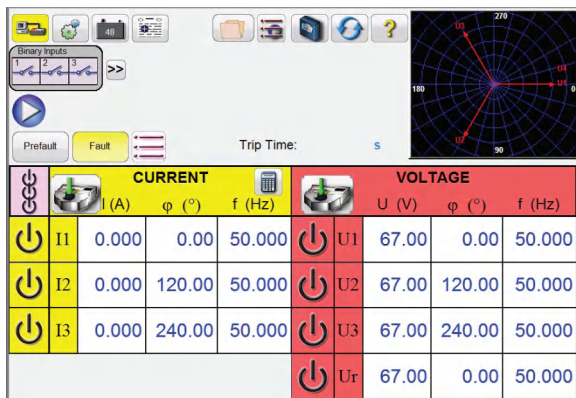 48
?
Binary Inputs
1 2 3
>>
Prefault Fault Trip Time: s
270
U3
180
U4
U1
0
U2
90
CURRENT VOLTAGE
I (A) φ (°) f (Hz) U (V) φ (°) f (Hz)
I1 0.000 0.00 50.000 U1 67.00 0.00 50.000
I2 0.000 120.00 50.000 U2 67.00 120.00 50.000
I3 0.000 240.00 50.000 U3 67.00 240.00 50.000
Ur 67.00 0.00 50.000